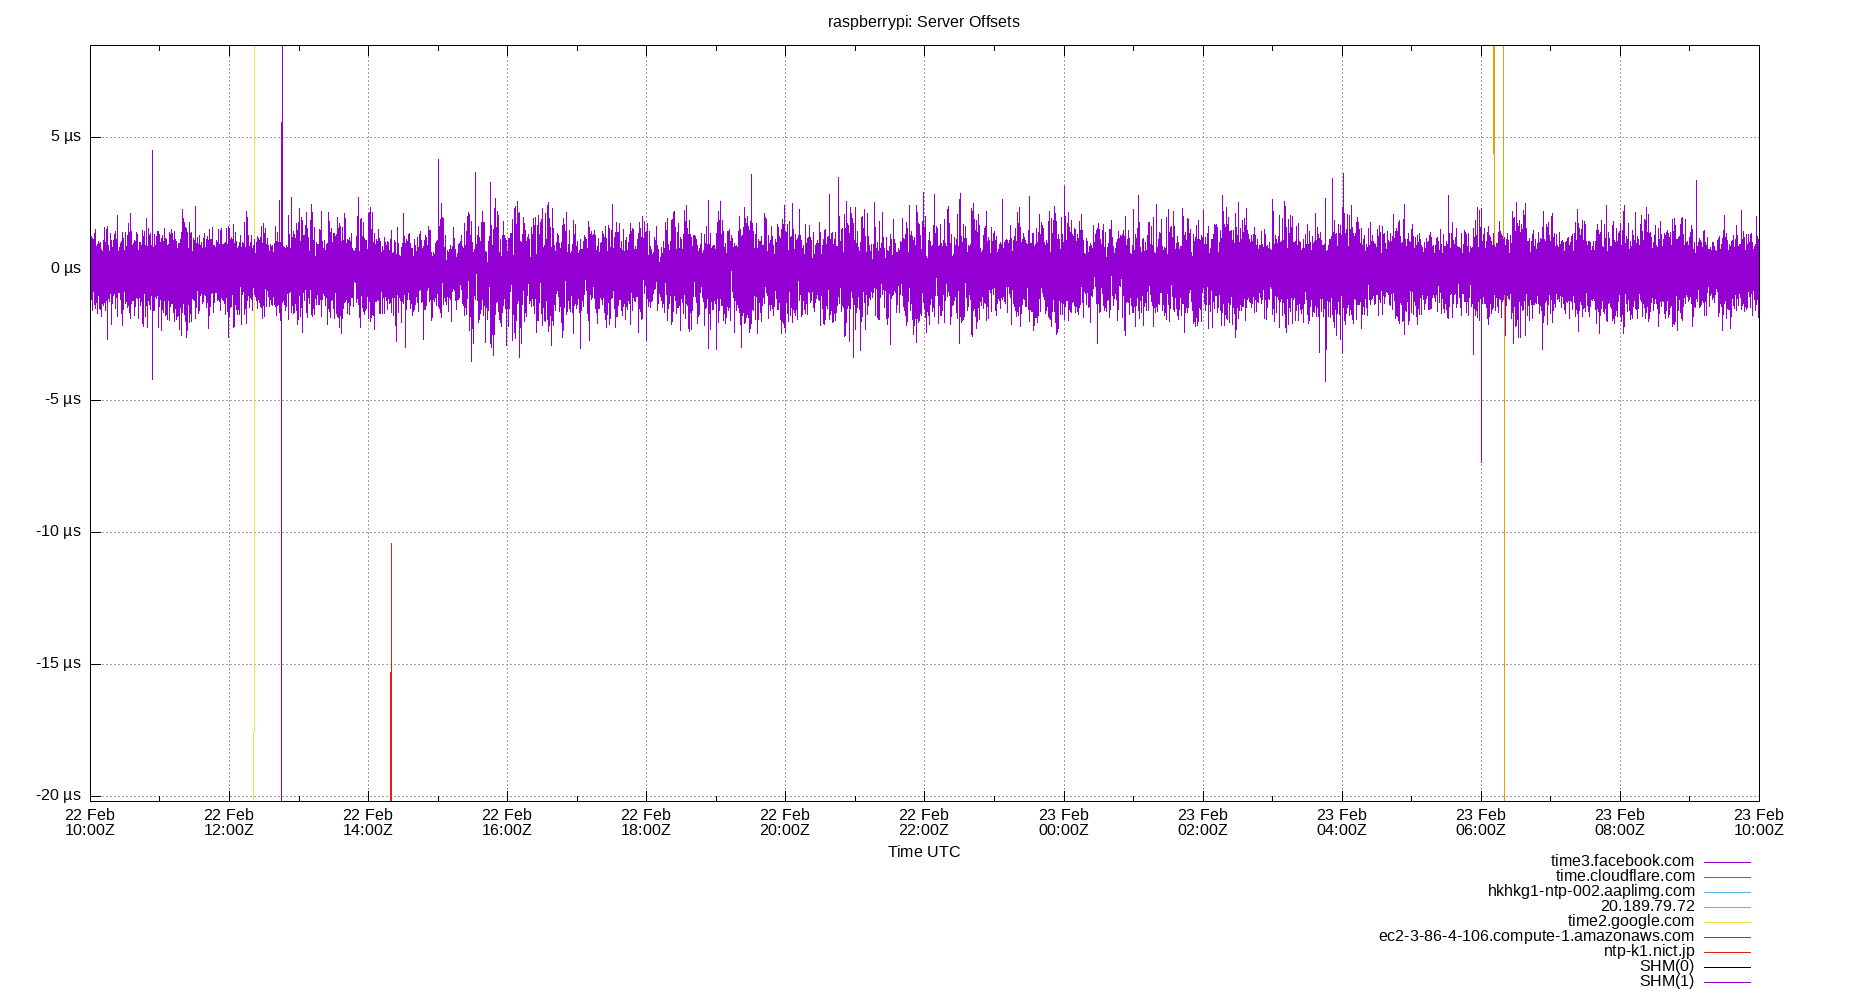 raspberrypi: Server Offsets
5 µs
0 µs
-5 µs
-10 µs
-15 µs
-20 µs
22 Feb 22 Feb 22 Feb 22 Feb 22 Feb 22 Feb 22 Feb 23 Feb 23 Feb 23 Feb 23 Feb 23 Feb 23 Feb
10:00Z 12:00Z 14:00Z 16:00Z 18:00Z 20:00Z 22:00Z 00:00Z 02:00Z 04:00Z 06:00Z 08:00Z 10:00Z
Time UTC
time3.facebook.com
time.cloudflare.com
hkhkg1-ntp-002.aaplimg.com
20.189.79.72
time2.google.com
ec2-3-86-4-106.compute-1.amazonaws.com
ntp-k1.nict.jp
SHM(0)
SHM(1)